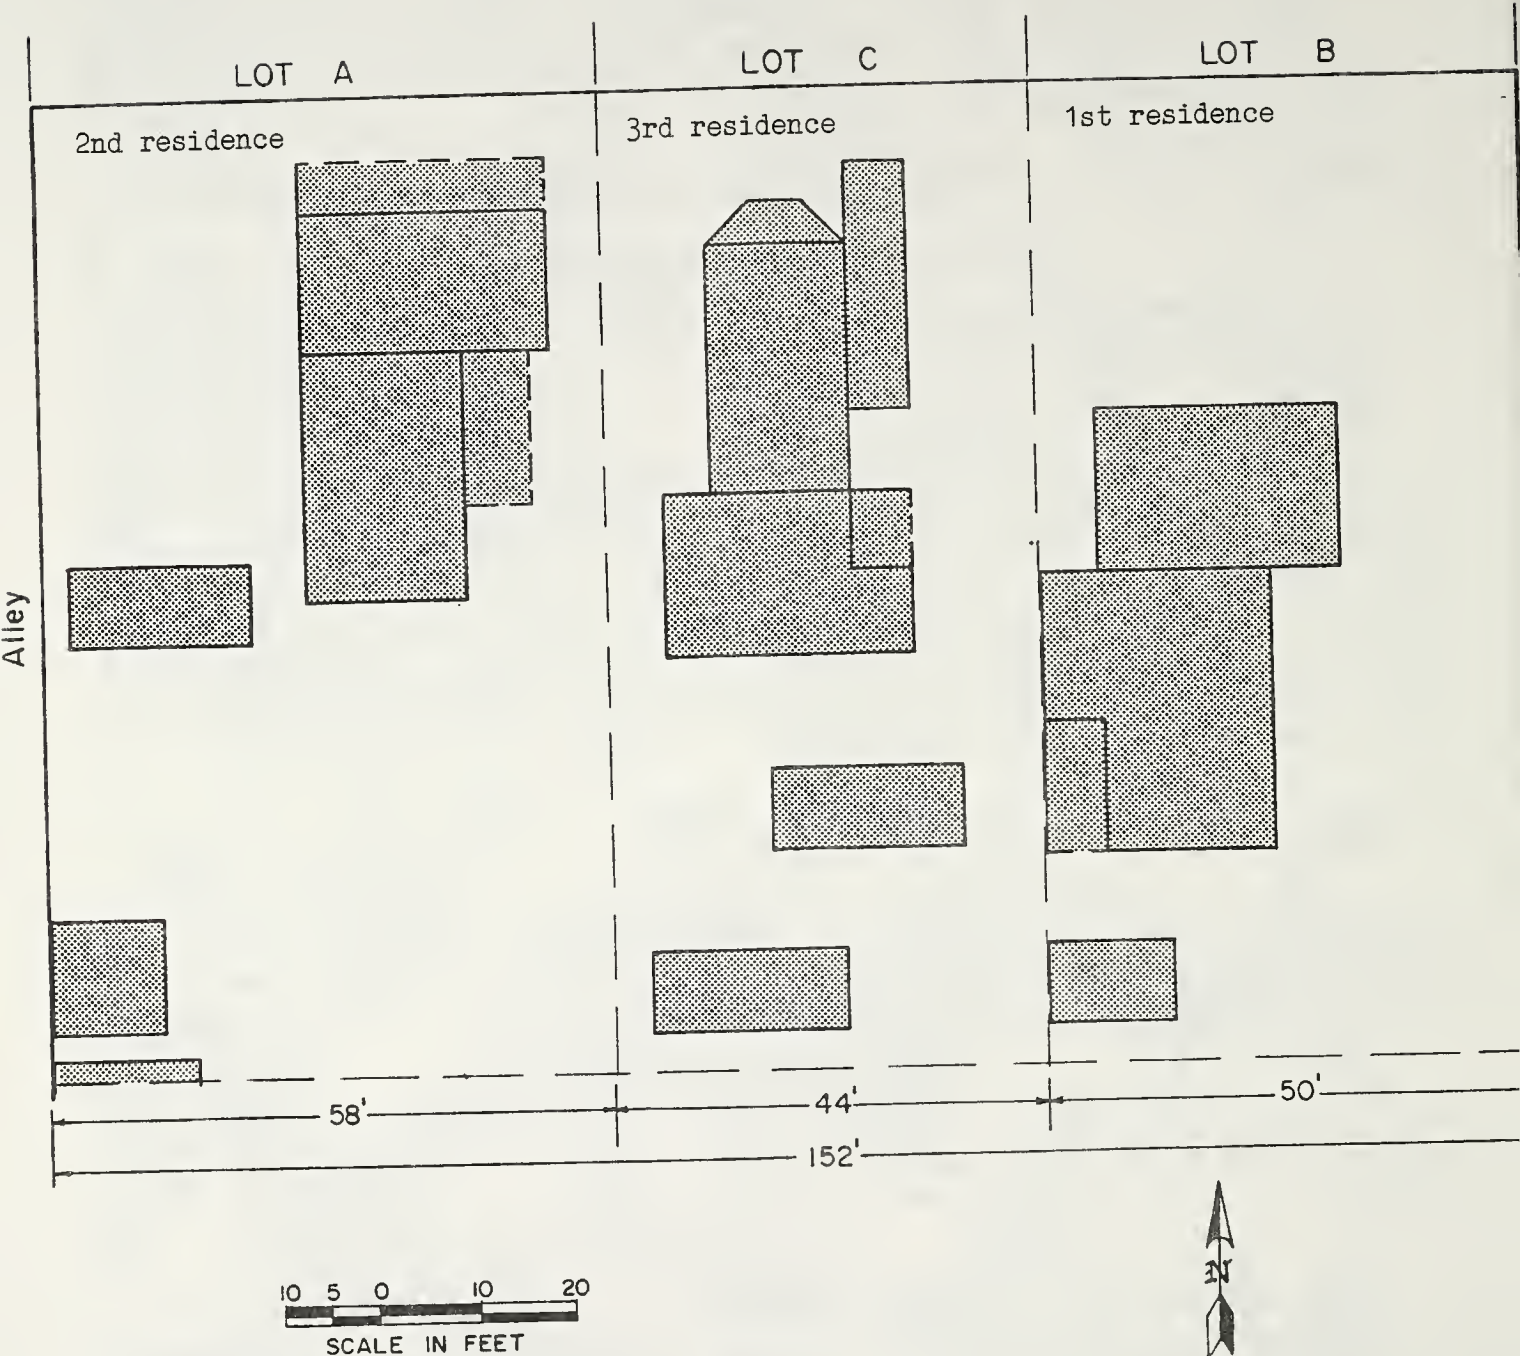 LOT A
LOT C
LOT B
2nd residence
3rd residence
1st residence
Alley
58'
44'
50'
152'
N
10 5 0 10 20
SCALE IN FEET